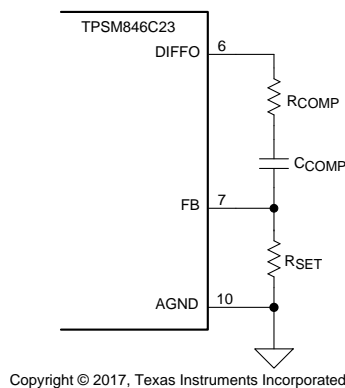 TPSM846C23
DIFFO 6
RCOMP
CCOMP
FB 7
RSET
AGND 10
Copyright © 2017, Texas Instruments Incorporated